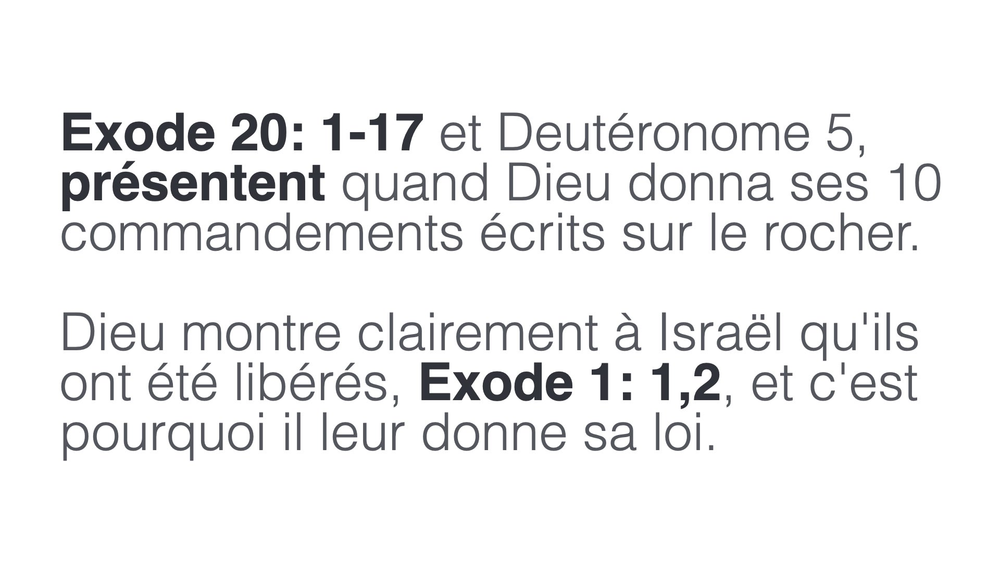 Exode 20: 1-17 et Deutéronome 5,
présentent quand Dieu donna ses 10
commandements écrits sur le rocher.
Dieu montre clairement à Israël qu'ils
ont été libérés, Exode 1: 1,2, et c'est
pourquoi il leur donne sa loi.